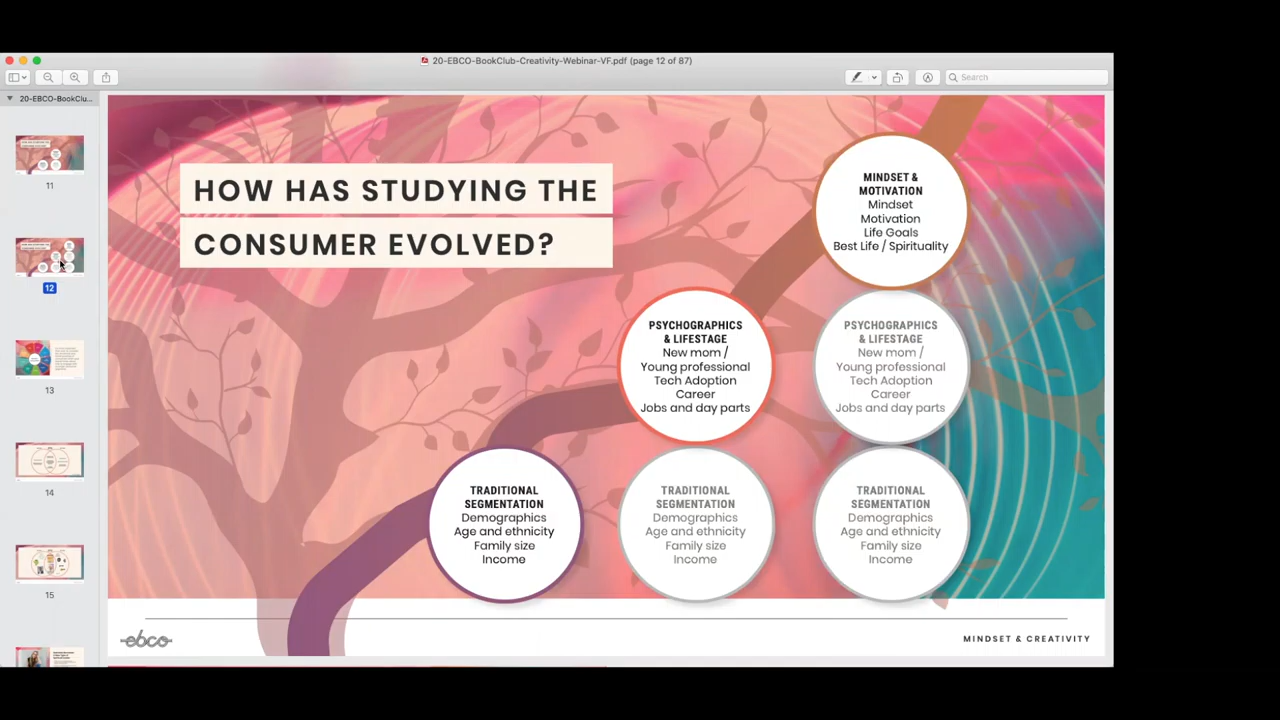 20-EBCO-BookClub-Creativity-Webinar-VF.pdf (page 12 of 87)
Search
20-EBCO-BookClu...
11
12
13
14
15
HOW HAS STUDYING THE
CONSUMER EVOLVED?
MINDSET &
MOTIVATION
Mindset
Motivation
Life Goals
Best Life / Spirituality
PSYCHOGRAPHICS
& LIFESTAGE
New mom /
Young professional
Tech Adoption
Career
Jobs and day parts
PSYCHOGRAPHICS
& LIFESTAGE
New mom /
Young professional
Tech Adoption
Career
Jobs and day parts
TRADITIONAL
SEGMENTATION
Demographics
Age and ethnicity
Family size
Income
TRADITIONAL
SEGMENTATION
Demographics
Age and ethnicity
Family size
Income
TRADITIONAL
SEGMENTATION
Demographics
Age and ethnicity
Family size
Income
ebco
MINDSET & CREATIVITY